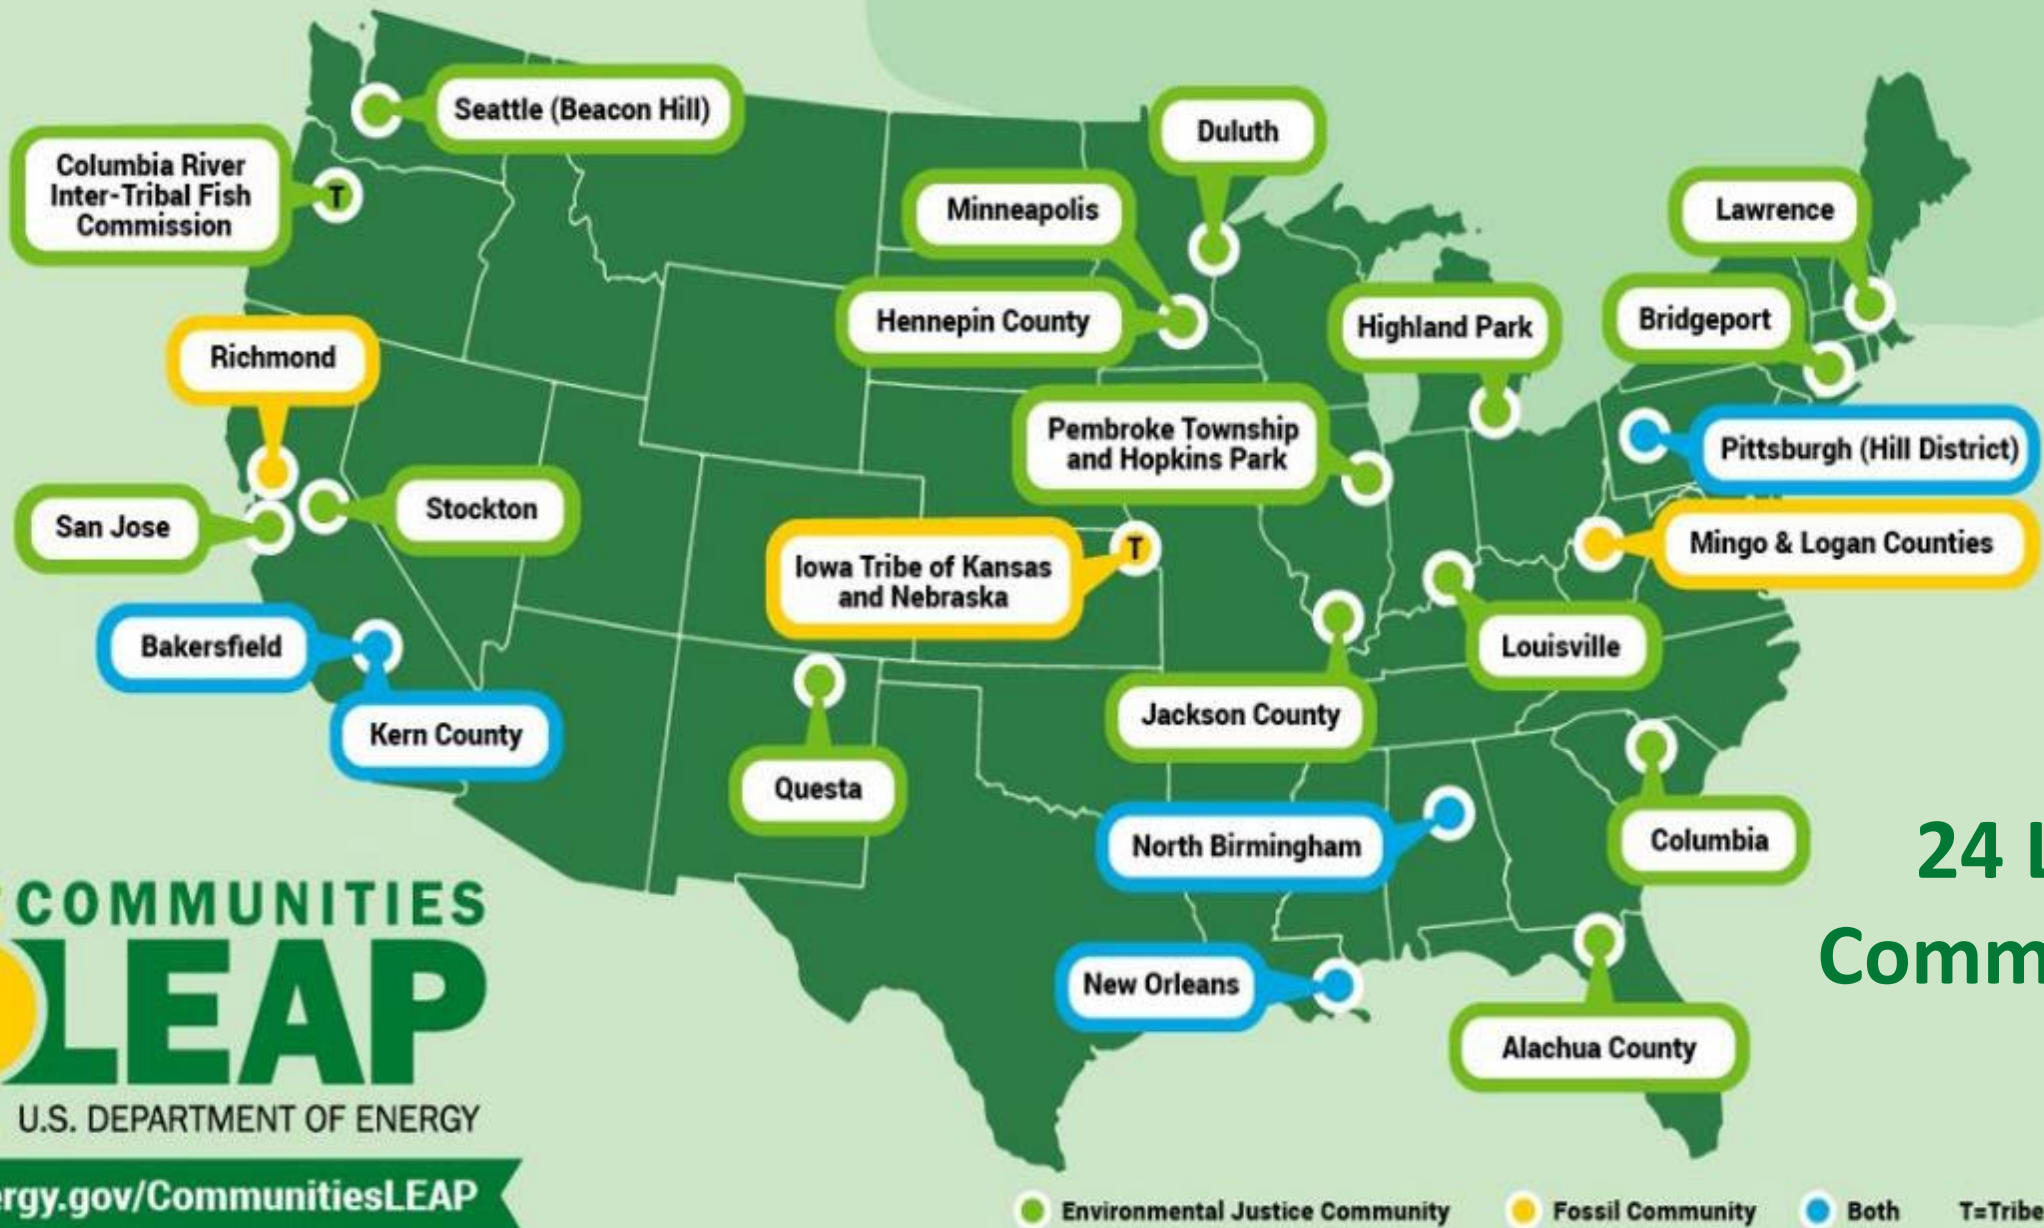 Seattle (Beacon Hill)
Columbia River
Inter-Tribal Fish
Commission
T
Duluth
Minneapolis
Lawrence
Hennepin County
Highland Park
Bridgeport
Richmond
Pembroke Township
and Hopkins Park
Pittsburgh (Hill District)
San Jose
Stockton
Iowa Tribe of Kansas
and Nebraska
T
Mingo & Logan Counties
Bakersfield
Louisville
Kern County
Jackson County
Questa
North Birmingham
Columbia
New Orleans
Alachua County
24 L
Comm
COMMUNITIES
LEAP
U.S. DEPARTMENT OF ENERGY
ergy.gov/CommunitiesLEAP
Environmental Justice Community
Fossil Community
Both
T=Tribe